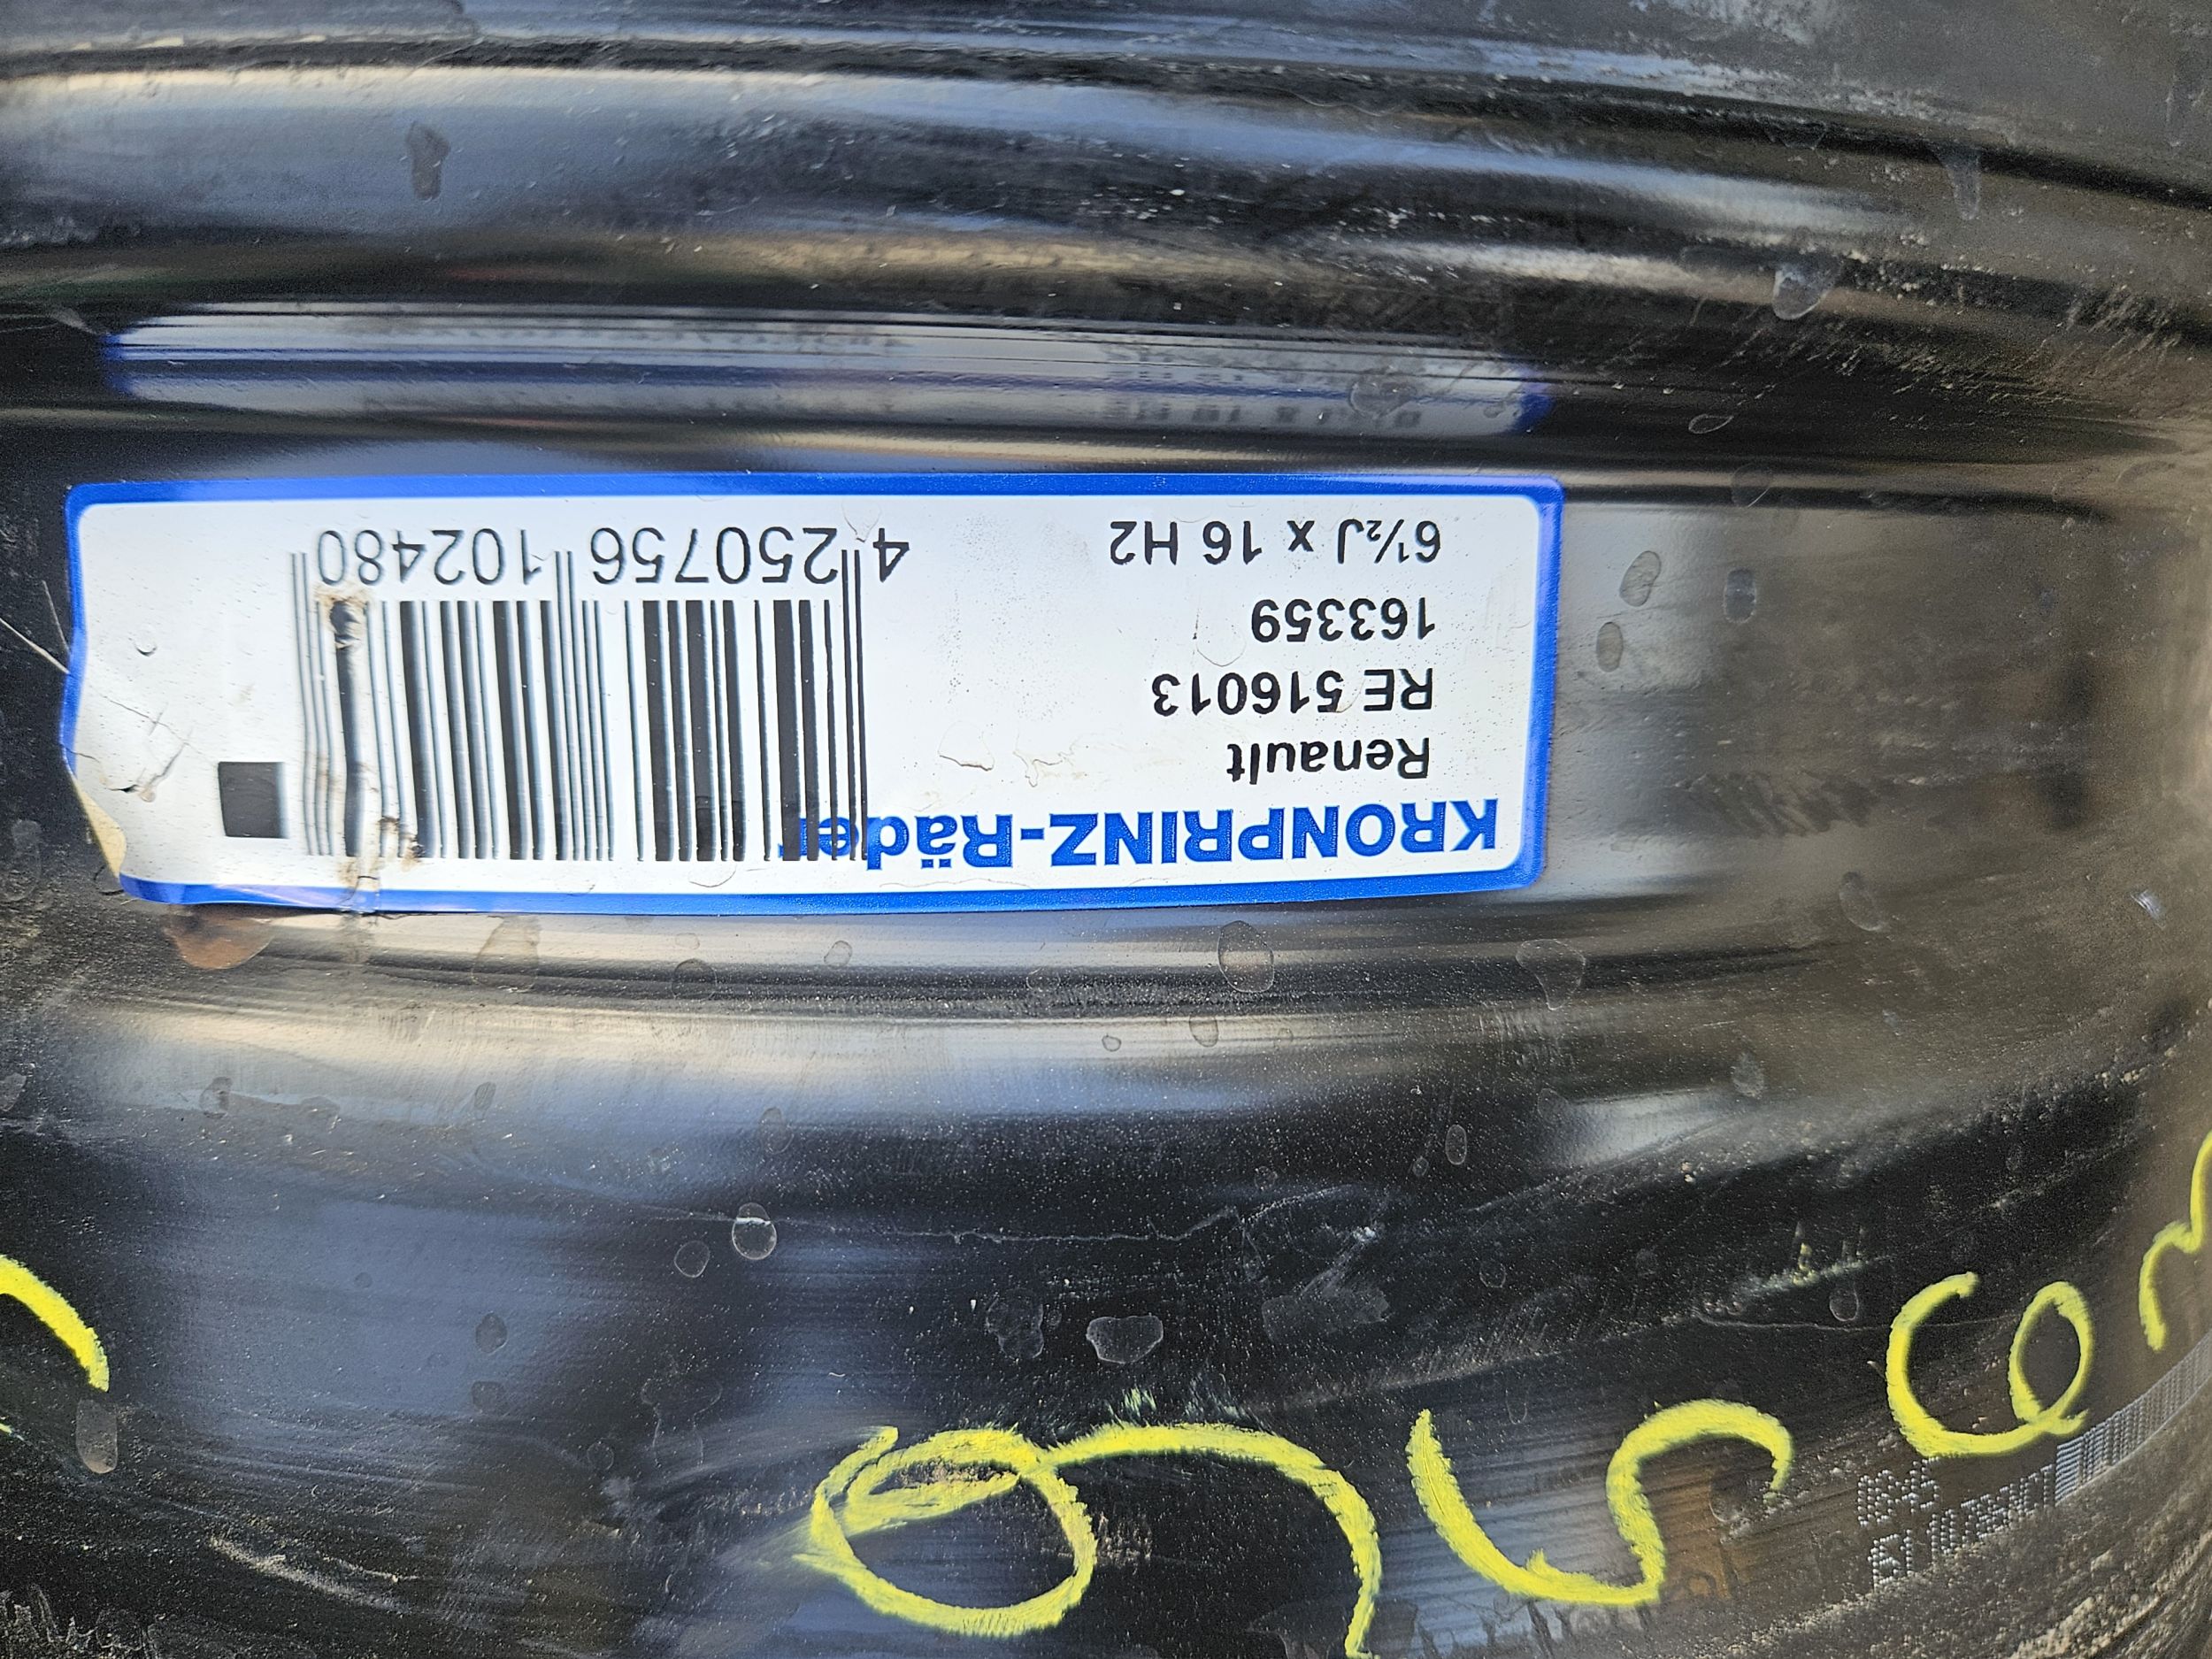 KRONPRINZ-Räder
Renault
RE 516013
163359
6½J x 16 H2
4 250756 102480